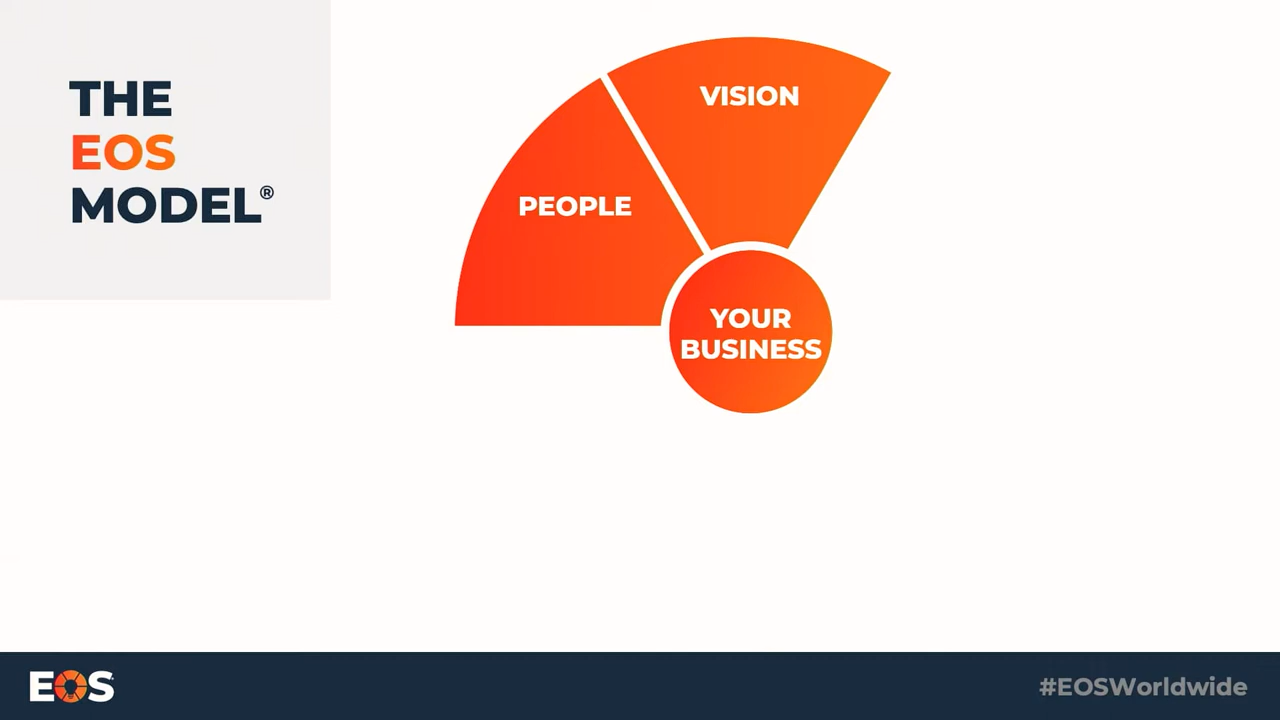 THE
EOS
MODEL®
VISION
PEOPLE
YOUR
BUSINESS
EOS
#EOSWorldwide